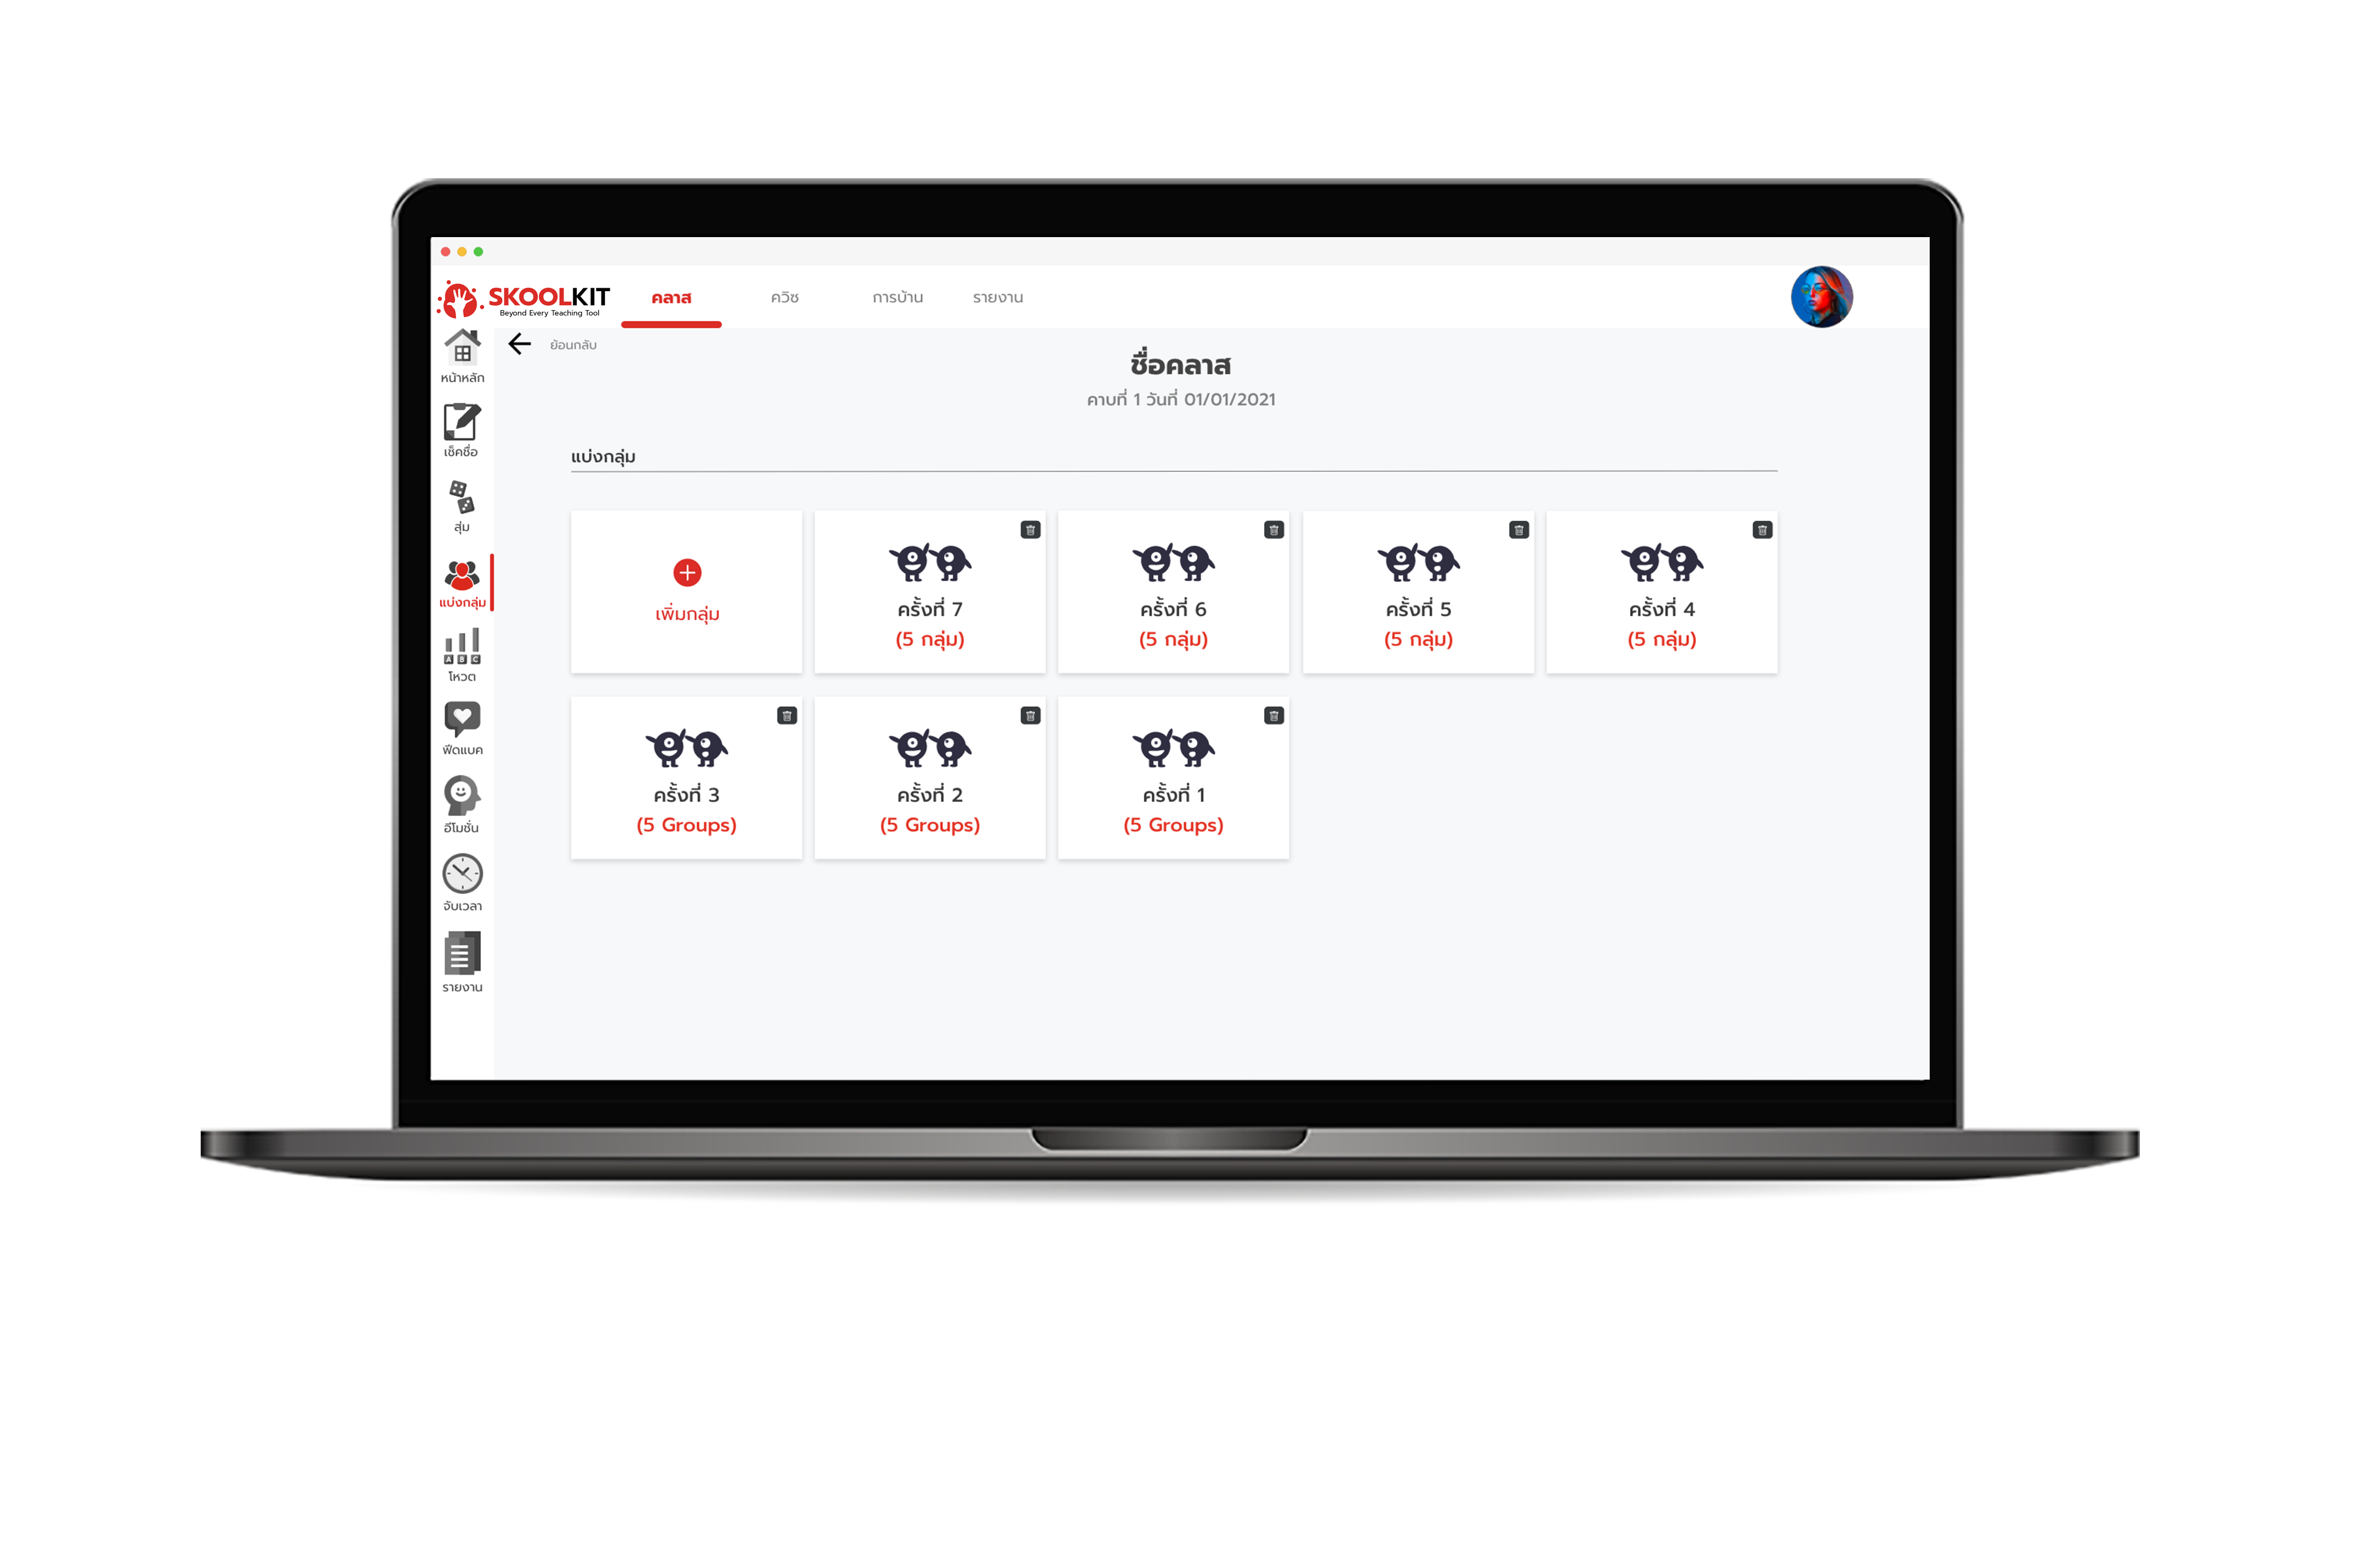 SKOOLKIT
Beyond Every Teaching Tool
คลาส
ควิซ
การบ้าน
รายงาน
ย้อนกลับ
ชื่อคลาส
คาบที่ 1 วันที่ 01/01/2021
หน้าหลัก
เช็คชื่อ
สุ่ม
แบ่งกลุ่ม
โหวต
A B C
ฟีดแบค
อีโมชั่น
จับเวลา
รายงาน
แบ่งกลุ่ม
เพิ่มกลุ่ม
ครั้งที่ 7
(5 กลุ่ม)
ครั้งที่ 6
(5 กลุ่ม)
ครั้งที่ 5
(5 กลุ่ม)
ครั้งที่ 4
(5 กลุ่ม)
ครั้งที่ 3
(5 Groups)
ครั้งที่ 2
(5 Groups)
ครั้งที่ 1
(5 Groups)